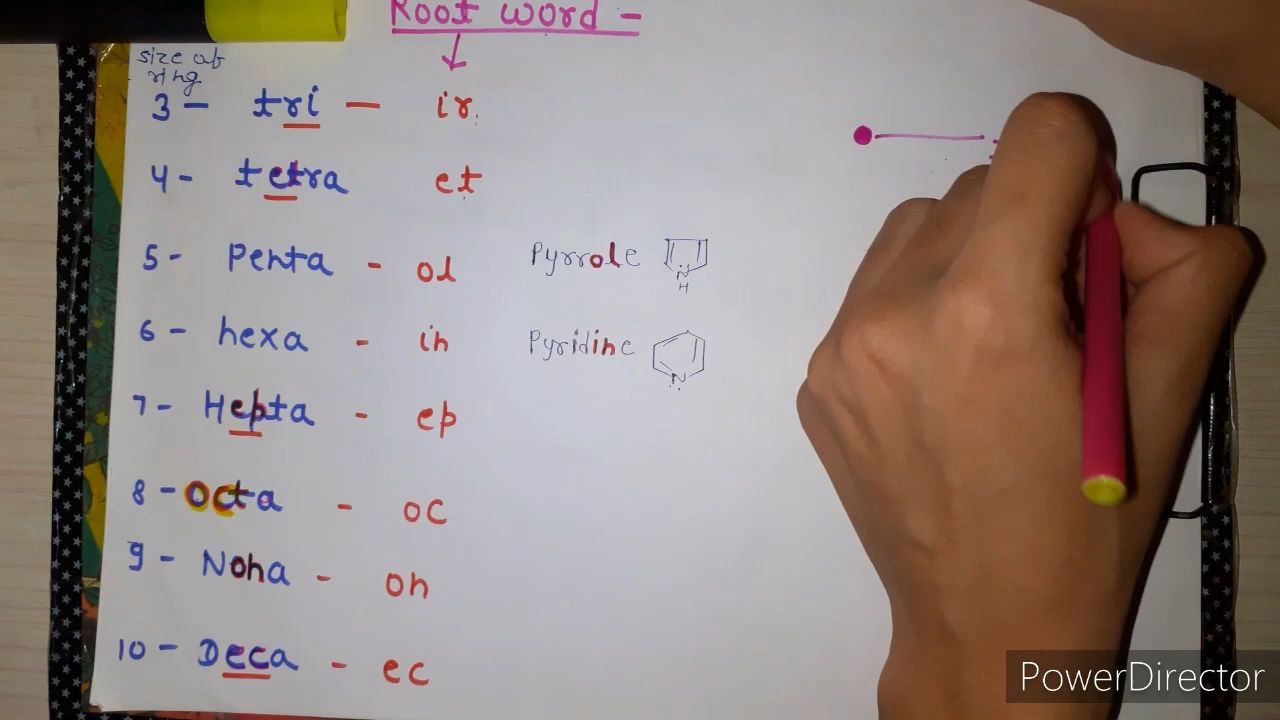 Root word -
size of
ring
3 - tri - ir.
4 - tetra et
5 - Penta - ol Pyrrole N H
6 - hexa - in Pyridine N
7 - Hepta - ep
8 - octa - oc
9 - Nona - on
10 - Deca - ec
PowerDirector